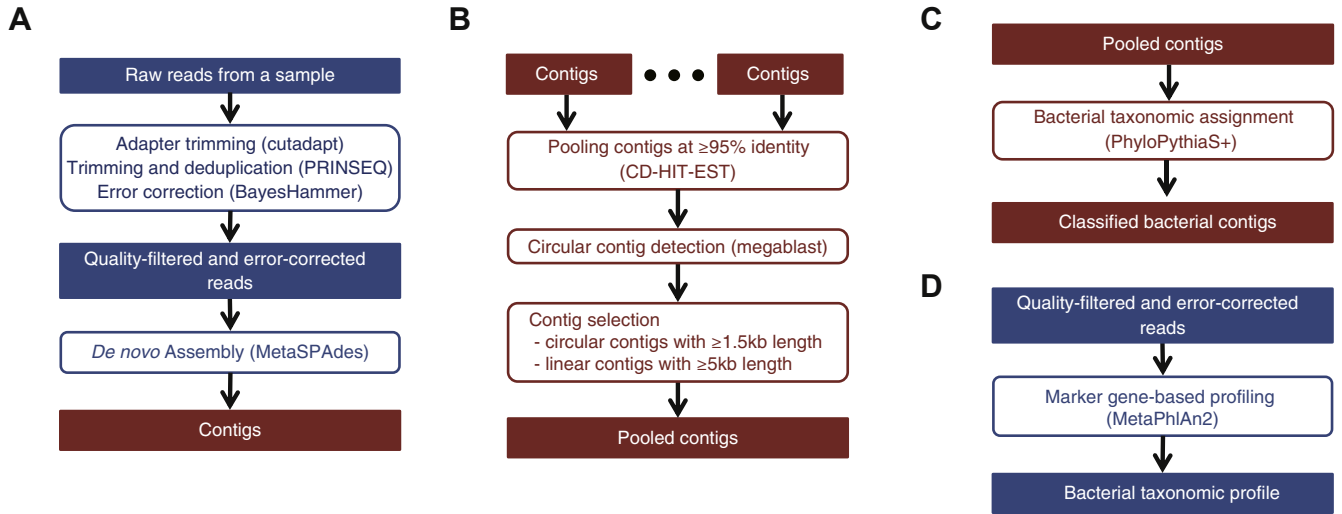 A
Raw reads from a sample
Adapter trimming (cutadapt)
Trimming and deduplication (PRINSEQ)
Error correction (BayesHammer)
Quality-filtered and error-corrected
reads
De novo Assembly (MetaSPAdes)
Contigs
B
Contigs
Contigs
Pooling contigs at ≥95% identity
(CD-HIT-EST)
Circular contig detection (megablast)
Contig selection
- circular contigs with ≥1.5kb length
- linear contigs with ≥5kb length
Pooled contigs
C
Pooled contigs
Bacterial taxonomic assignment
(PhyloPythiaS+)
Classified bacterial contigs
D
Quality-filtered and error-corrected
reads
Marker gene-based profiling
(MetaPhlAn2)
Bacterial taxonomic profile